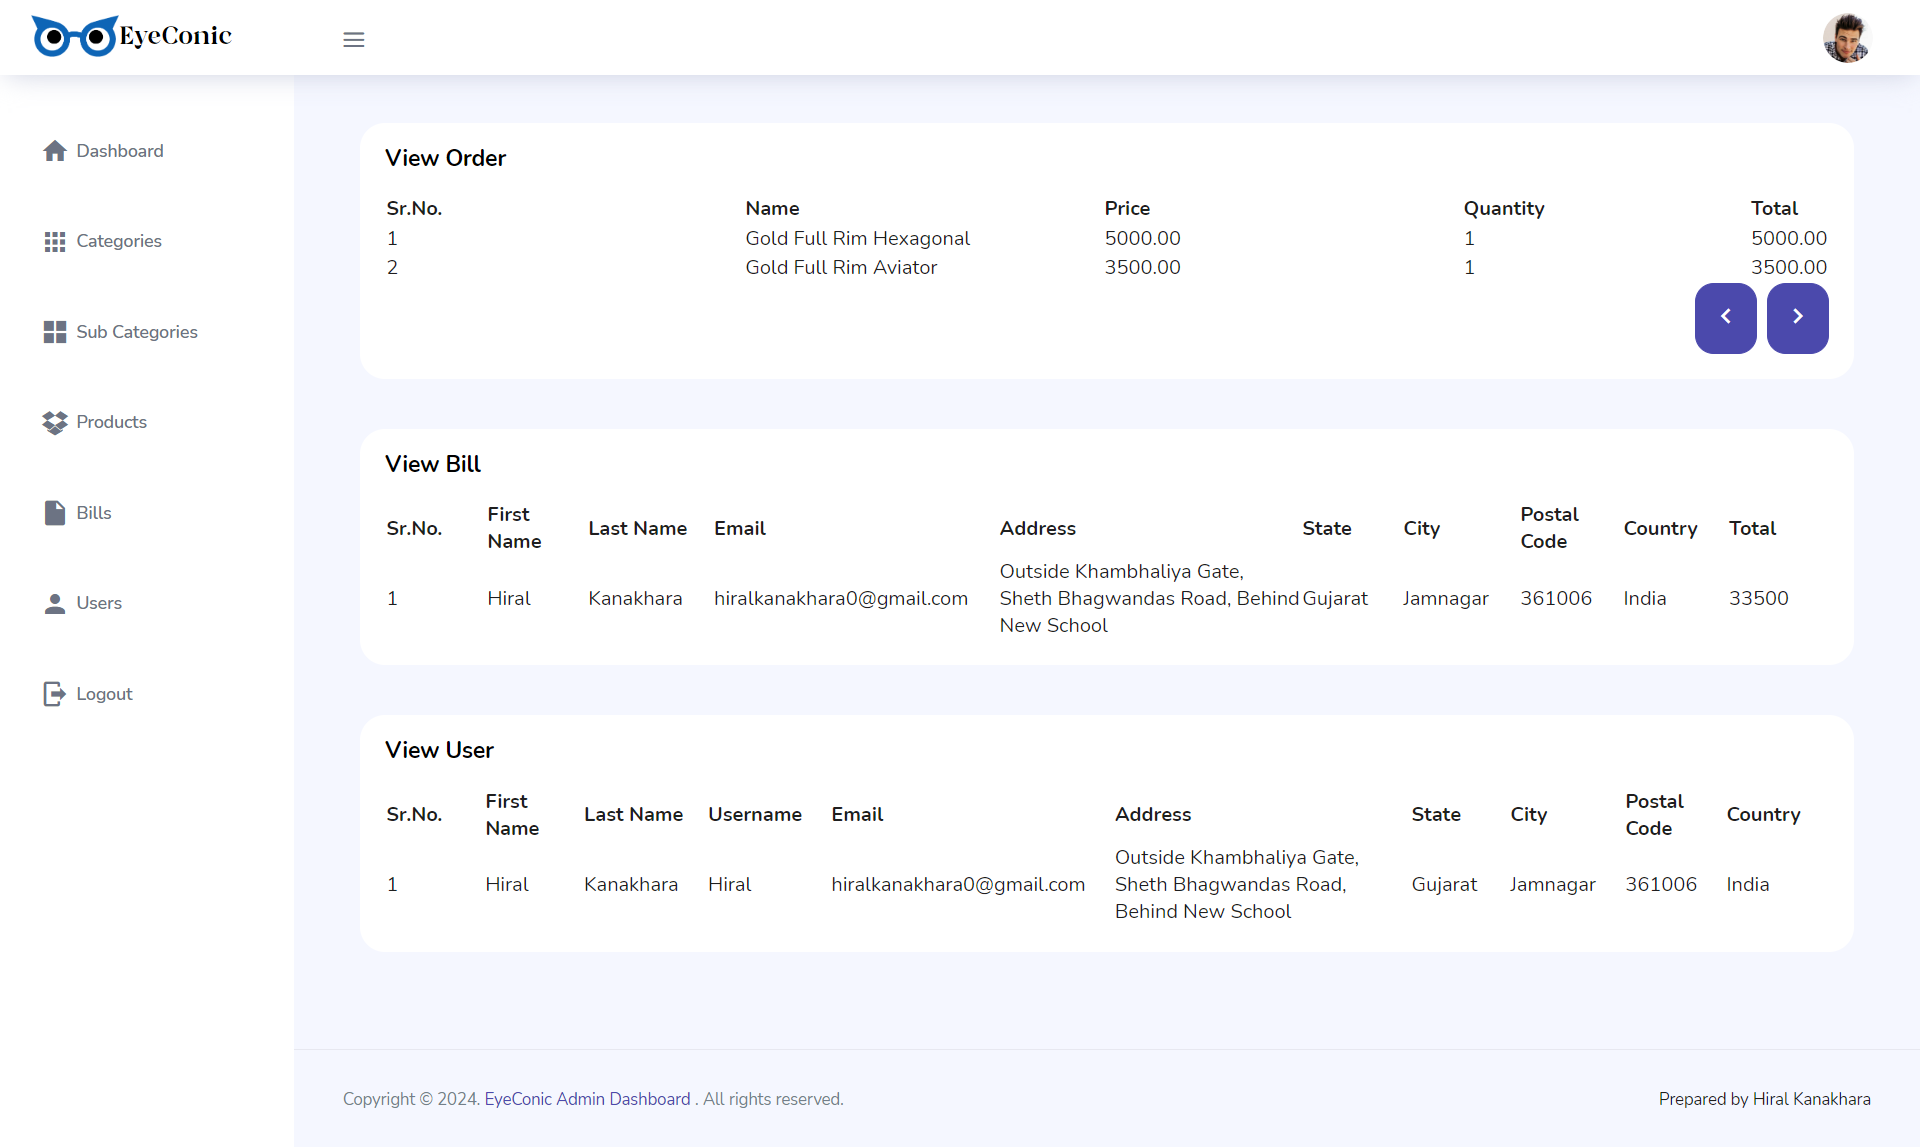 EyeConic
Dashboard
Categories
Sub Categories
Products
Bills
Users
Logout
View Order
Sr.No. Name Price Quantity Total
1 Gold Full Rim Hexagonal 5000.00 1 5000.00
2 Gold Full Rim Aviator 3500.00 1 3500.00
View Bill
Sr.No. First Name Last Name Email Address State City Postal Code Country Total
1 Hiral Kanakhara hiralkanakhara0@gmail.com Outside Khambhaliya Gate, Sheth Bhagwandas Road, Behind New School Gujarat Jamnagar 361006 India 33500
View User
Sr.No. First Name Last Name Username Email Address State City Postal Code Country
1 Hiral Kanakhara Hiral hiralkanakhara0@gmail.com Outside Khambhaliya Gate, Sheth Bhagwandas Road, Behind New School Gujarat Jamnagar 361006 India
Copyright © 2024. EyeConic Admin Dashboard . All rights reserved.
Prepared by Hiral Kanakhara